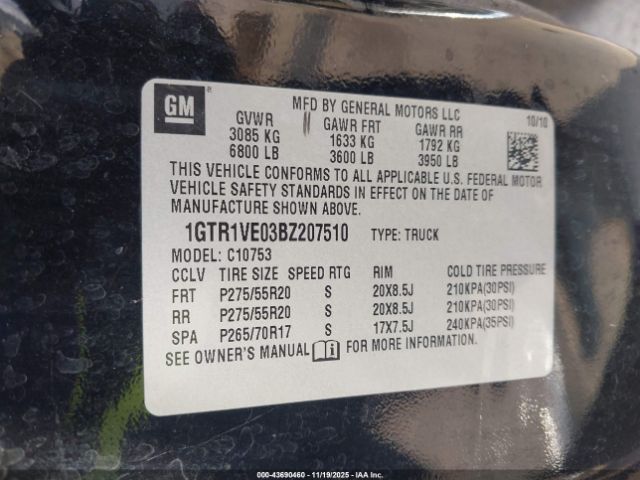 GM
MFD BY GENERAL MOTORS LLC
10/10
GVWR GAWR FRT GAWR RR
3085 KG 1633 KG 1792 KG
6800 LB 3600 LB 3950 LB
THIS VEHICLE CONFORMS TO ALL APPLICABLE U.S. FEDERAL MOTOR
VEHICLE SAFETY STANDARDS IN EFFECT ON THE DATE OF
MANUFACTURE SHOWN ABOVE.
1GTR1VE03BZ207510 TYPE: TRUCK
MODEL: C10753
CCLV TIRE SIZE SPEED RTG RIM COLD TIRE PRESSURE
FRT P275/55R20 S 20X8.5J 210KPA(30PSI)
RR P275/55R20 S 20X8.5J 210KPA(30PSI)
SPA P265/70R17 S 17X7.5J 240KPA(35PSI)
SEE OWNER'S MANUAL FOR MORE INFORMATION.
000-43690460 - 11/19/2025 - IAA Inc.